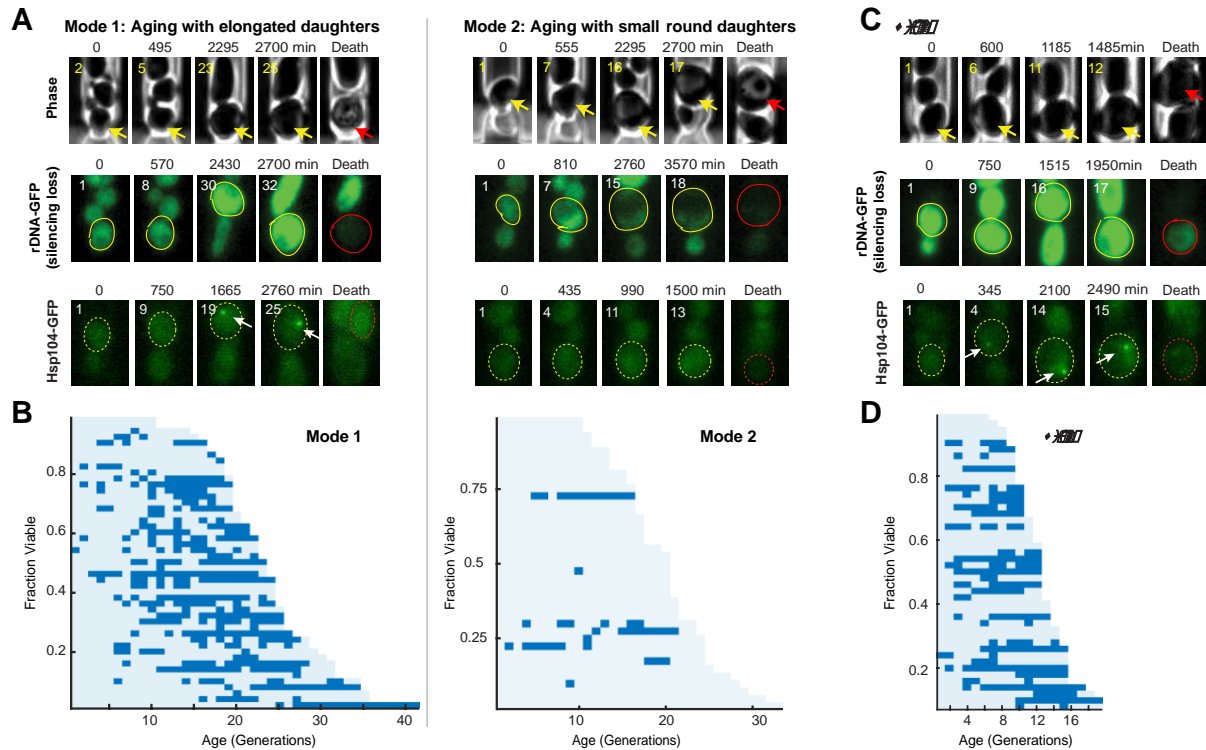 A
Mode 1: Aging with elongated daughters
0 495 2295 2700 min Death
Phase
2 5 23 25
0 570 2430 2700 min Death
rDNA-GFP
(silencing loss)
1 8 30 32
0 750 1665 2760 min Death
Hsp104-GFP
1 9 19 25
Mode 2: Aging with small round daughters
0 555 2295 2700 min Death
1 7 16 17
0 810 2760 3570 min Death
1 7 15 18
0 435 990 1500 min Death
1 4 11 13
C
0 600 1185 1485min
Phase
1 6 11 12
0 750 1515 1950min Death
rDNA-GFP
(silencing loss)
1 9 16 17
0 345 2100 2490 min Death
Hsp104-GFP
1 4 14 15
B
Mode 1
Fraction Viable
0.8
0.6
0.4
0.2
10 20 30 40
Age (Generations)
Mode 2
Fraction Viable
0.75
0.5
0.25
10 20 30
Age (Generations)
D
Fraction Viable
0.8
0.6
0.4
0.2
4 8 12 16
Age (Generations)